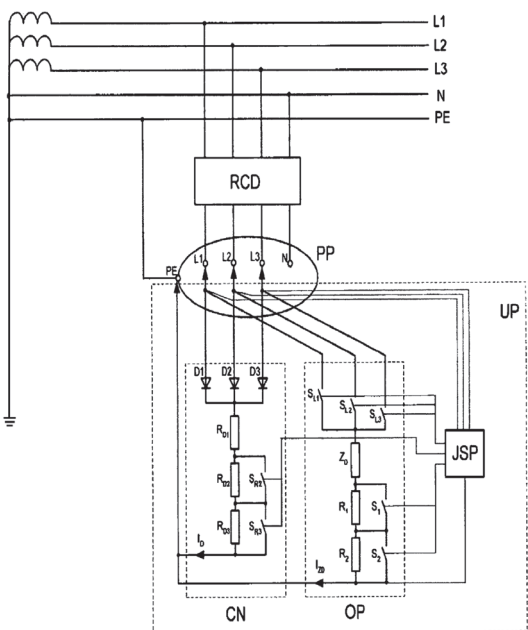 L1
L2
L3
N
PE
RCD
L1 L2 L3 N PP
PE
UP
D1 D2 D3
S_L1
S_L2
S_L3
R_D1
Z_D
JSP
R_D2 S_R2
R_1 S_1
R_D3 S_R3
R_2 S_2
I_D
I_ZD
CN OP